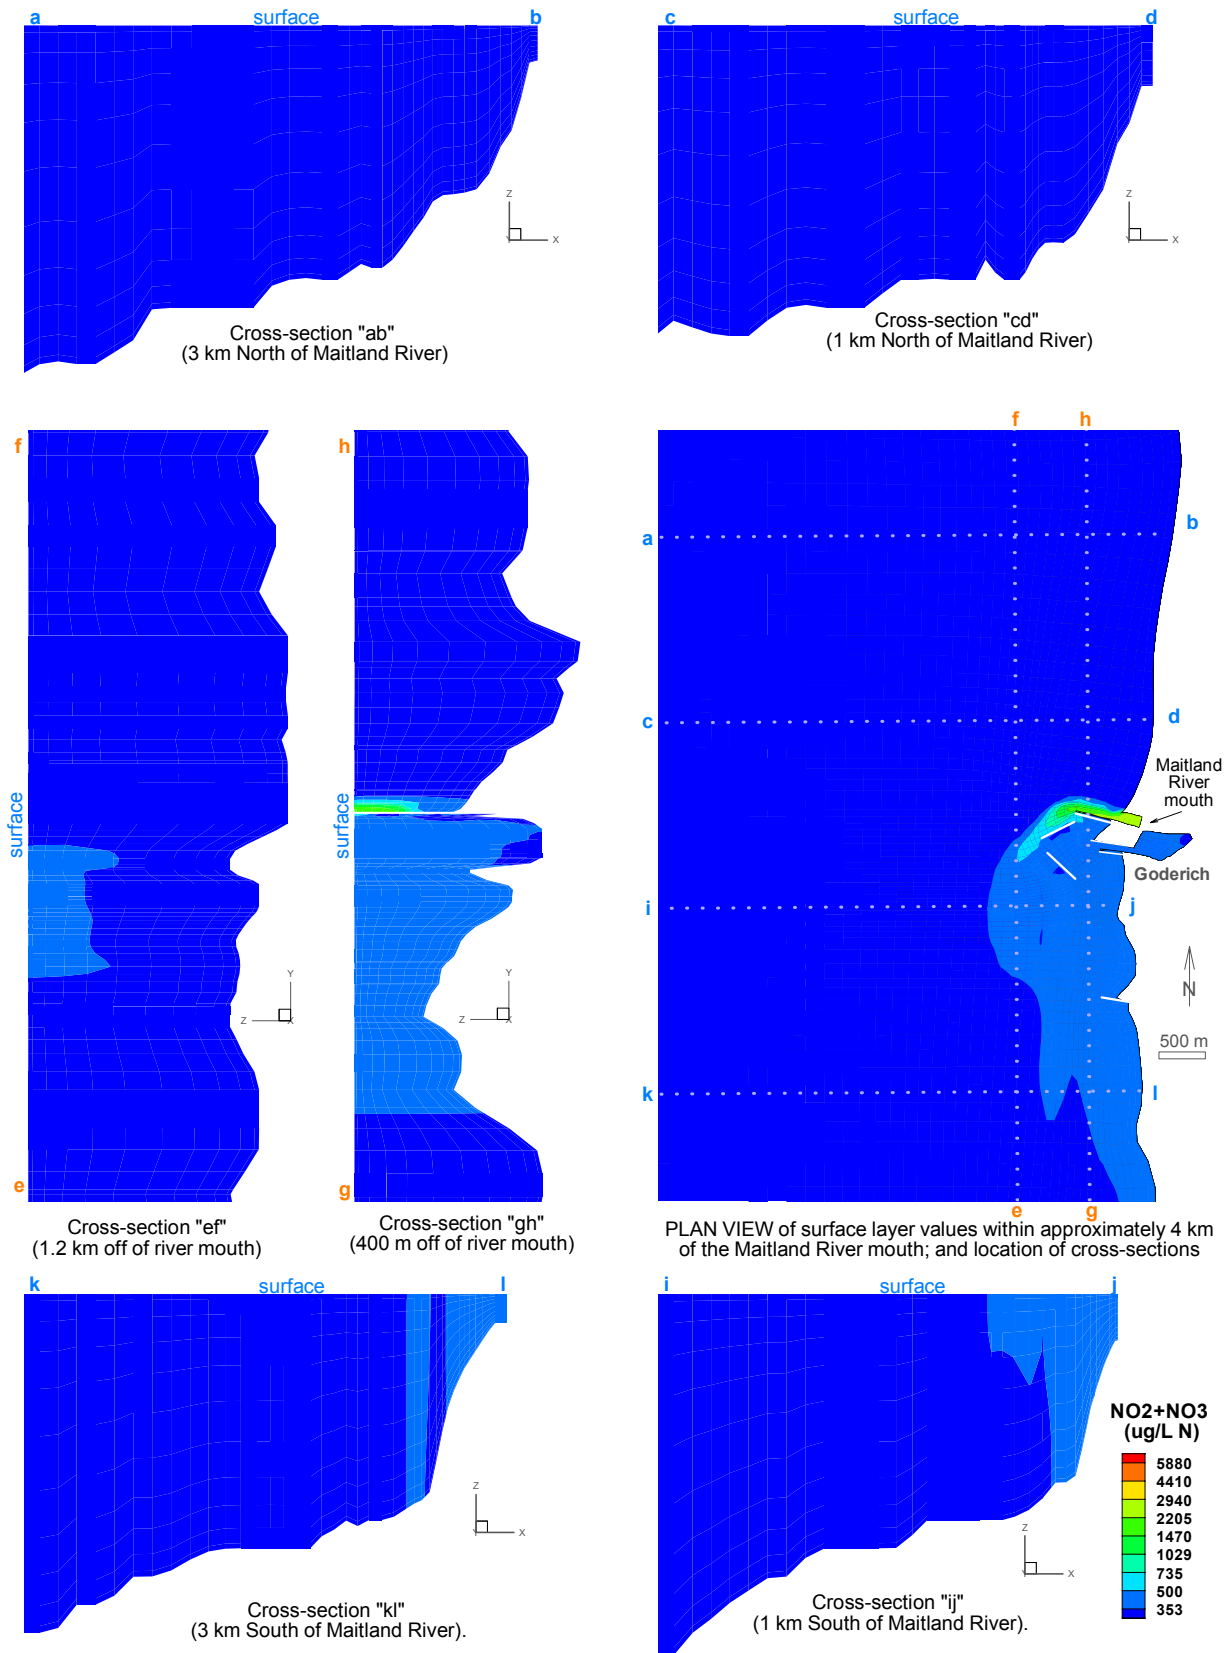 a surface b
c surface d
Z
X
Y
Z
X
Y
Cross-section "ab"
(3 km North of Maitland River)
Cross-section "cd"
(1 km North of Maitland River)
f
h
surface
Y
Z
X
e
Cross-section "ef"
(1.2 km off of river mouth)
surface
Y
Z
X
g
Cross-section "gh"
(400 m off of river mouth)
f h
a b
c d
Maitland
River
mouth
Goderich
i j
N
500 m
k l
e g
PLAN VIEW of surface layer values within approximately 4 km
of the Maitland River mouth; and location of cross-sections
k surface l
Z
Y
X
Cross-section "kl"
(3 km South of Maitland River).
i surface j
Z
Y
X
Cross-section "ij"
(1 km South of Maitland River).
NO2+NO3
(ug/L N)
5880
4410
2940
2205
1470
1029
735
500
353